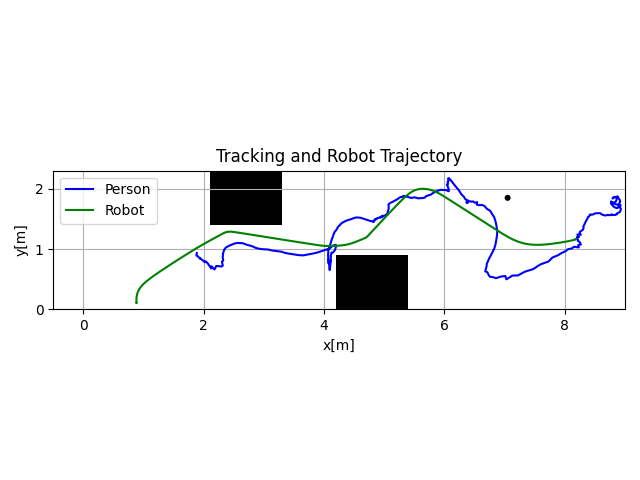 Tracking and Robot Trajectory
Person
Robot
y[m]
2
1
0
0 2 4 6 8
x[m]